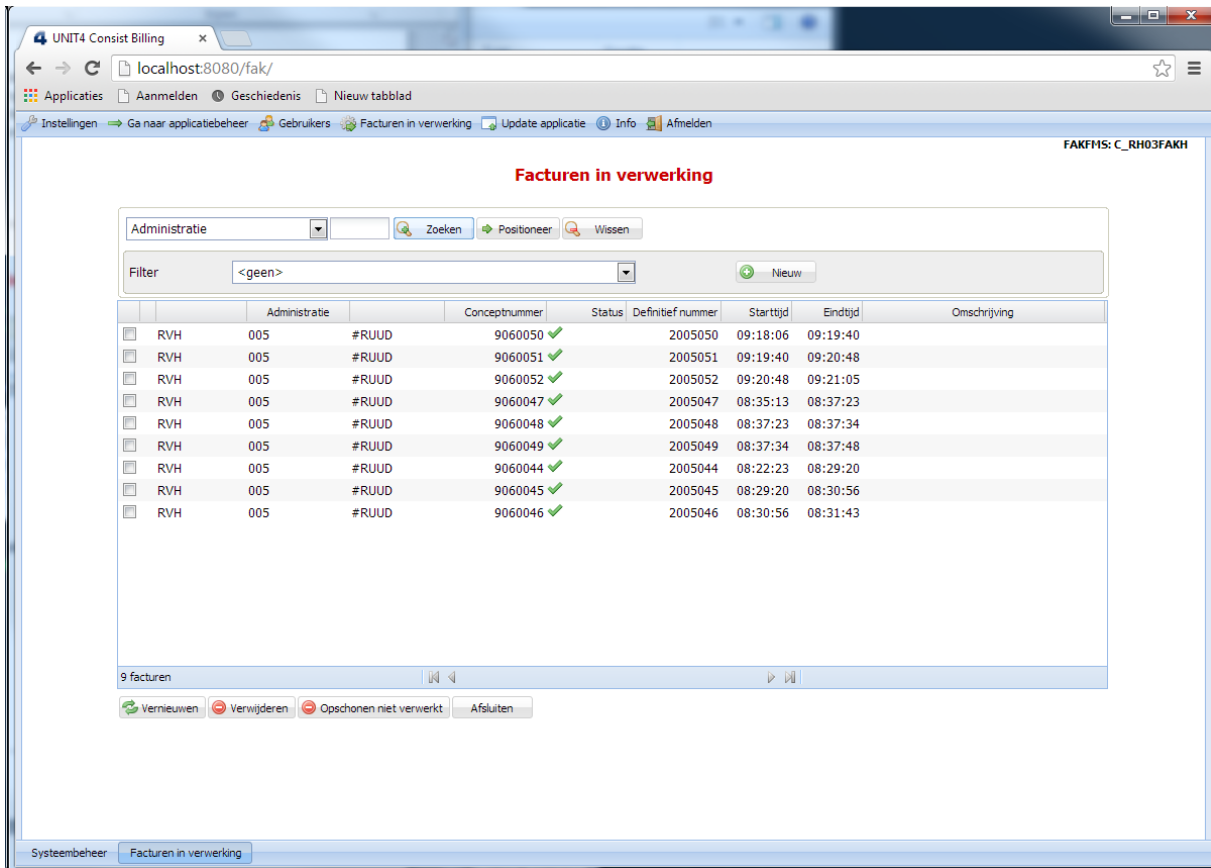 UNIT4 Consist Billing
localhost:8080/fak/
Applicaties Aanmelden Geschiedenis Nieuw tabblad
Instellingen Ga naar applicatiebeheer Gebruikers Facturen in verwerking Update applicatie Info Afmelden
FAKFMS: C_RH03FAKH
Facturen in verwerking
Administratie Zoeken Positioneer Wissen
Filter <geen> Nieuw
Administratie Conceptnummer Status Definitief nummer Starttijd Eindtijd Omschrijving
RVH 005 #RUUD 9060050 2005050 09:18:06 09:19:40
RVH 005 #RUUD 9060051 2005051 09:19:40 09:20:48
RVH 005 #RUUD 9060052 2005052 09:20:48 09:21:05
RVH 005 #RUUD 9060047 2005047 08:35:13 08:37:23
RVH 005 #RUUD 9060048 2005048 08:37:23 08:37:34
RVH 005 #RUUD 9060049 2005049 08:37:34 08:37:48
RVH 005 #RUUD 9060044 2005044 08:22:23 08:29:20
RVH 005 #RUUD 9060045 2005045 08:29:20 08:30:56
RVH 005 #RUUD 9060046 2005046 08:30:56 08:31:43
9 facturen
Vernieuwen Verwijderen Opschonen niet verwerkt Afsluiten
Systeembeheer Facturen in verwerking